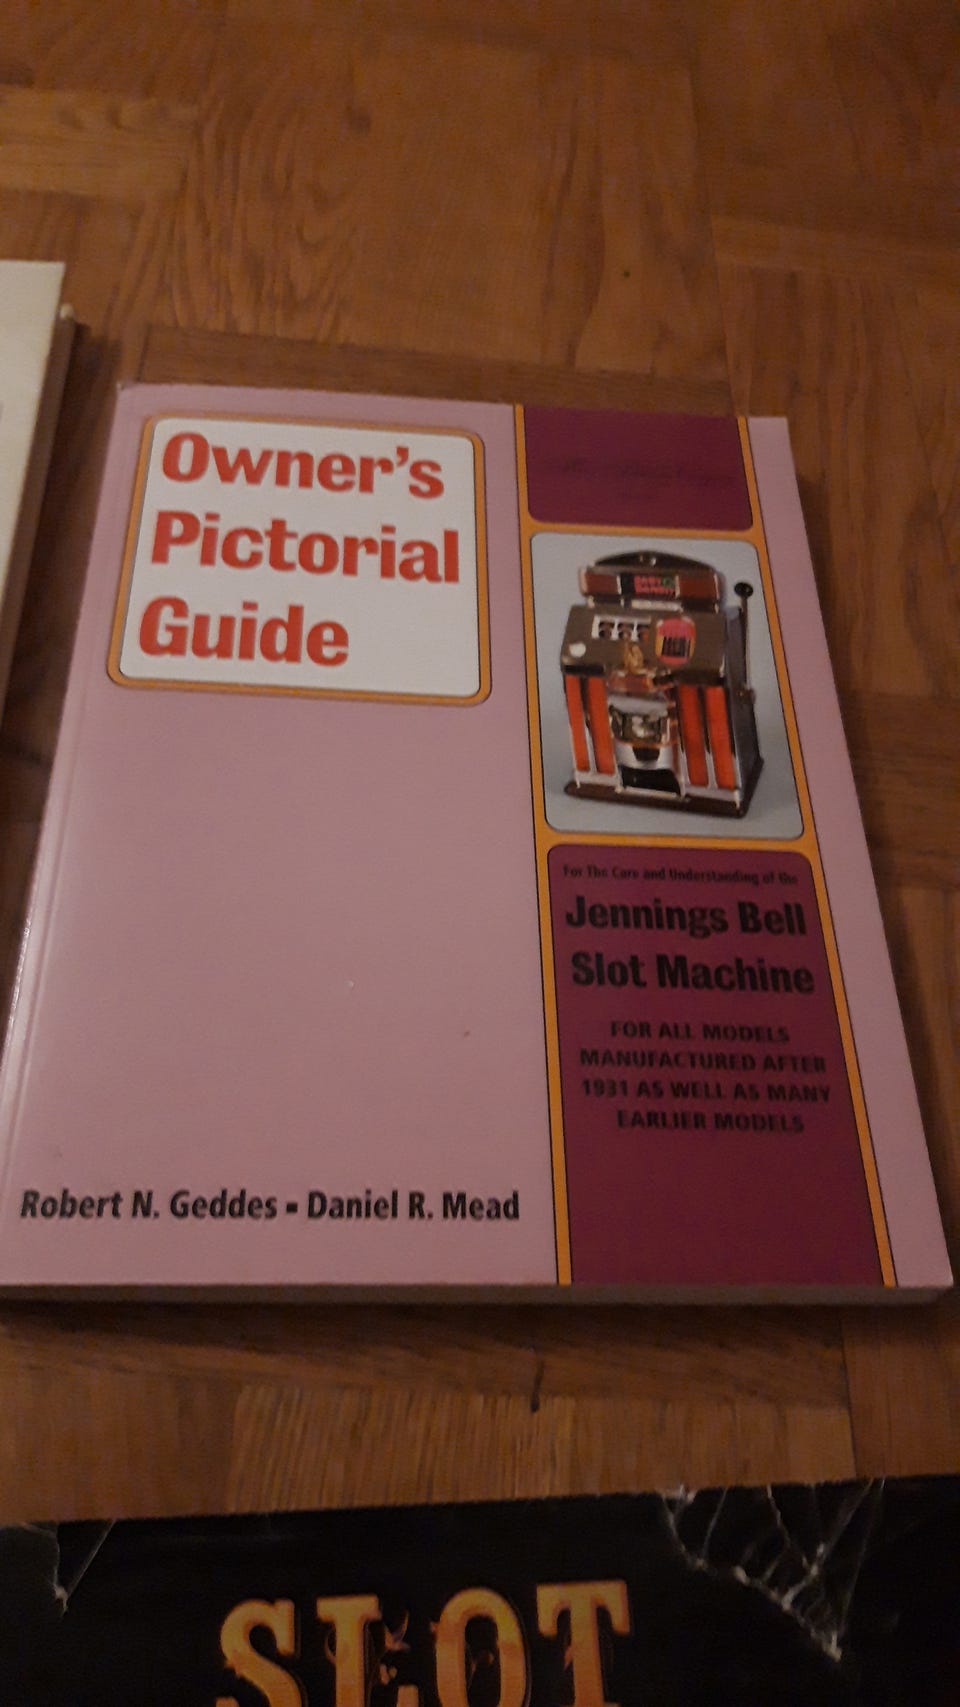 Owner's
Pictorial
Guide
For The Care and Understanding of the
Jennings Bell
Slot Machine
FOR ALL MODELS
MANUFACTURED AFTER
1931 AS WELL AS MANY
EARLIER MODELS
Robert N. Geddes - Daniel R. Mead
SLOT